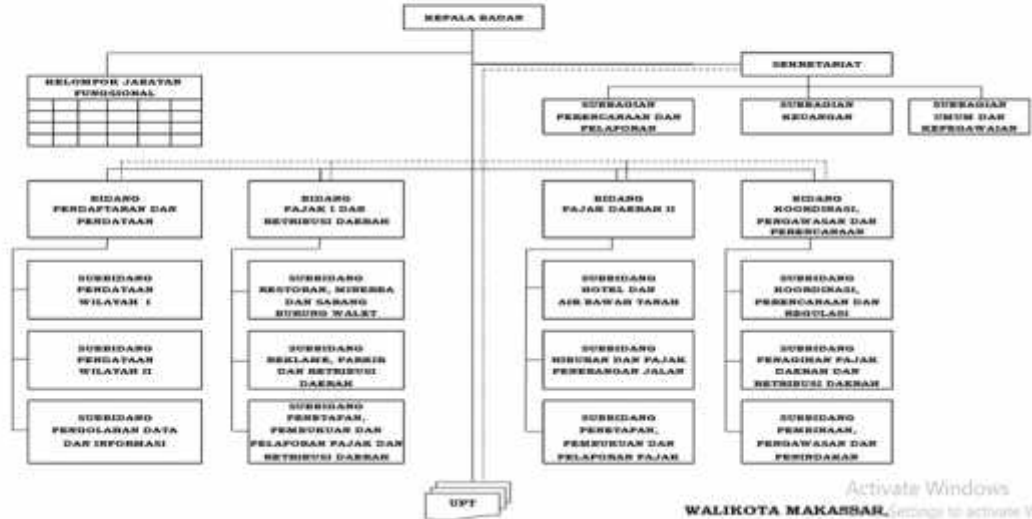 KEPALA BADAN
SEKRETARIAT
KELOMPOK JABATAN
FUNGSIONAL
SUBBAGIAN
PERENCANAAN DAN
PELAPORAN
SUBBAGIAN
KEUANGAN
SUBBAGIAN
UMUM DAN
KEPEGAWAIAN
BIDANG
PENDAFTARAN DAN
PENDATAAN
BIDANG
PAJAK I DAN
RETRIBUSI DAERAH
BIDANG
PAJAK DAERAH II
BIDANG
KOORDINASI,
PENGAWASAN DAN
PERENCANAAN
SUBBIDANG
PENDATAAN
WILAYAH I
SUBBIDANG
RESTORAN, MINERBA
DAN SARANG
BURUNG WALET
SUBBIDANG
HOTEL DAN
AIR BAWAH TANAH
SUBBIDANG
KOORDINASI,
PERENCANAAN DAN
REGULASI
SUBBIDANG
PENDATAAN
WILAYAH II
SUBBIDANG
REKLAME, PARKIR
DAN RETRIBUSI
DAERAH
SUBBIDANG
HIBURAN DAN PAJAK
PENERANGAN JALAN
SUBBIDANG
PENAGIHAN PAJAK
DAERAH DAN
RETRIBUSI DAERAH
SUBBIDANG
PENGOLAHAN DATA
DAN INFORMASI
SUBBIDANG
PENETAPAN,
PEMBUKUAN DAN
PELAPORAN PAJAK DAN
RETRIBUSI DAERAH
SUBBIDANG
PENETAPAN,
PEMBUKUAN DAN
PELAPORAN PAJAK
SUBBIDANG
PEMBINAAN,
PENGAWASAN DAN
PENINDAKAN
UPT
Activate Windows
WALIKOTA MAKASSAR,
Settings to activate